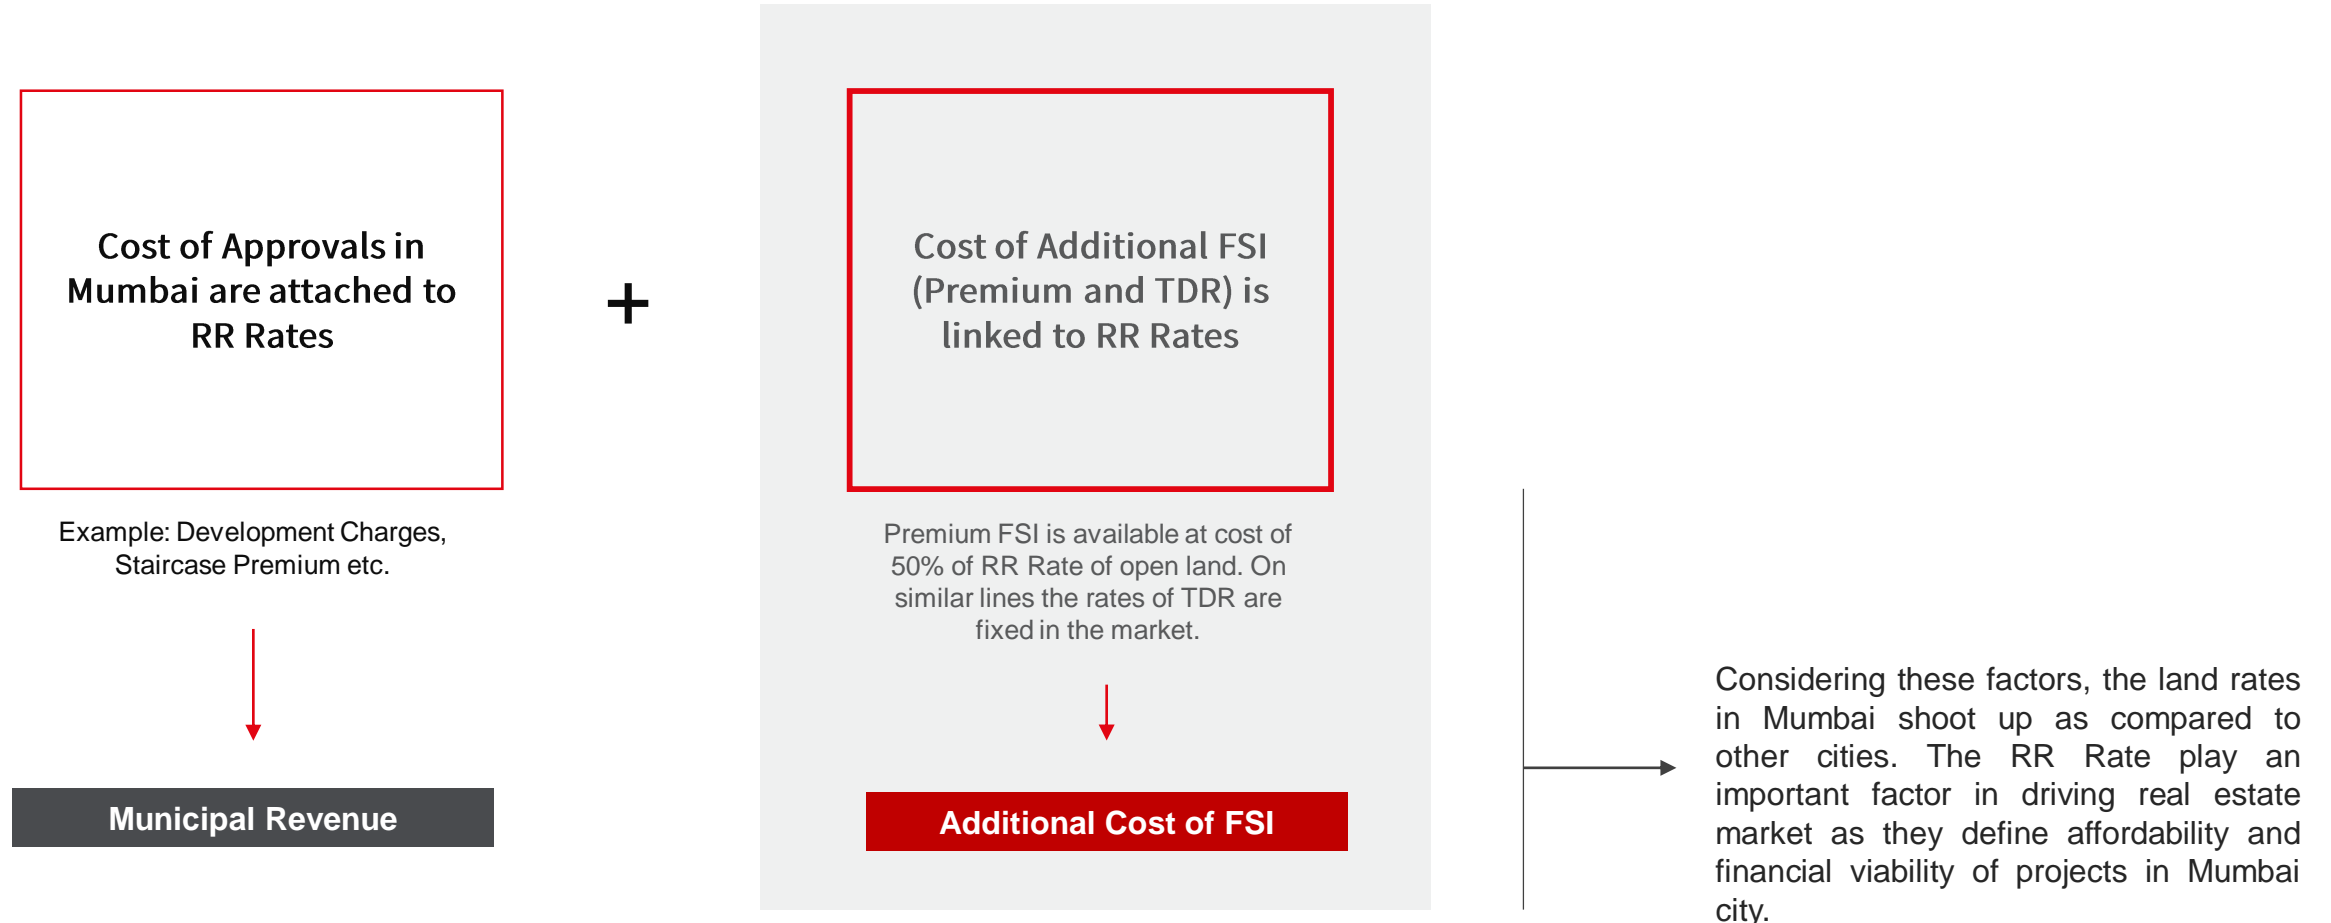 Cost of Approvals in
Mumbai are attached to
RR Rates
Example: Development Charges,
Staircase Premium etc.
Municipal Revenue
+
Cost of Additional FSI
(Premium and TDR) is
linked to RR Rates
Premium FSI is available at cost of
50% of RR Rate of open land. On
similar lines the rates of TDR are
fixed in the market.
Additional Cost of FSI
Considering these factors, the land rates
in Mumbai shoot up as compared to
other cities. The RR Rate play an
important factor in driving real estate
market as they define affordability and
financial viability of projects in Mumbai
city.